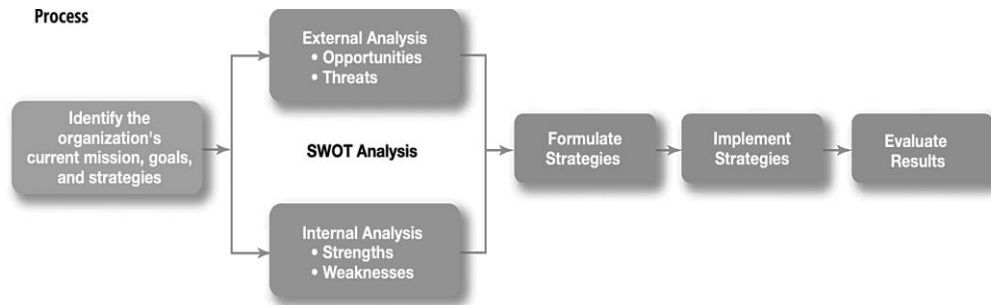 Process
External Analysis
• Opportunities
• Threats
Identify the
organization's
current mission, goals,
and strategies
SWOT Analysis
Formulate
Strategies
Implement
Strategies
Evaluate
Results
Internal Analysis
• Strengths
• Weaknesses